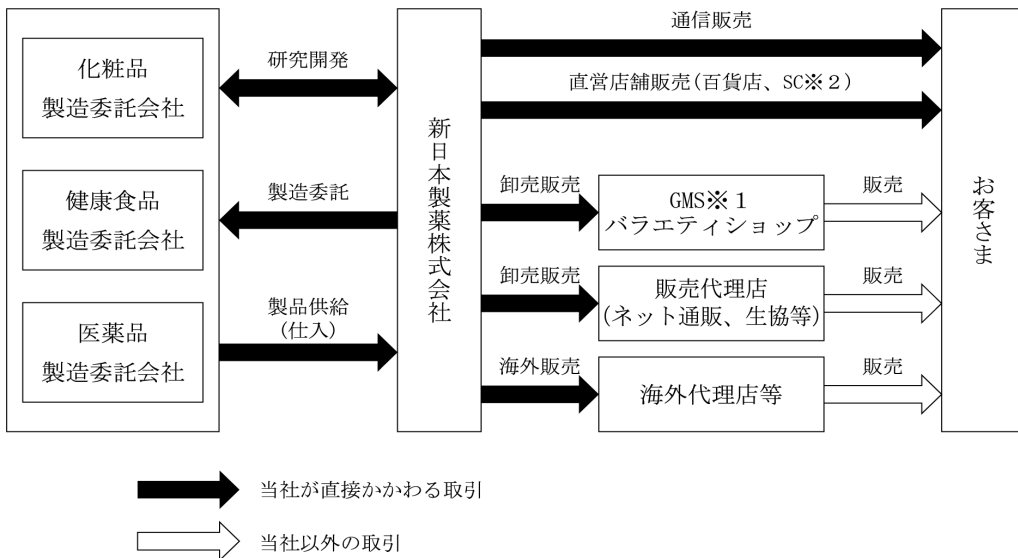 化粧品
製造委託会社
健康食品
製造委託会社
医薬品
製造委託会社
研究開発
製造委託
製品供給
(仕入)
新日本製薬株式会社
通信販売
直営店舗販売(百貨店、SC※２)
卸売販売
GMS※１
バラエティショップ
販売
卸売販売
販売代理店
(ネット通販、生協等)
販売
海外販売
海外代理店等
販売
お客さま
当社が直接かかわる取引
当社以外の取引